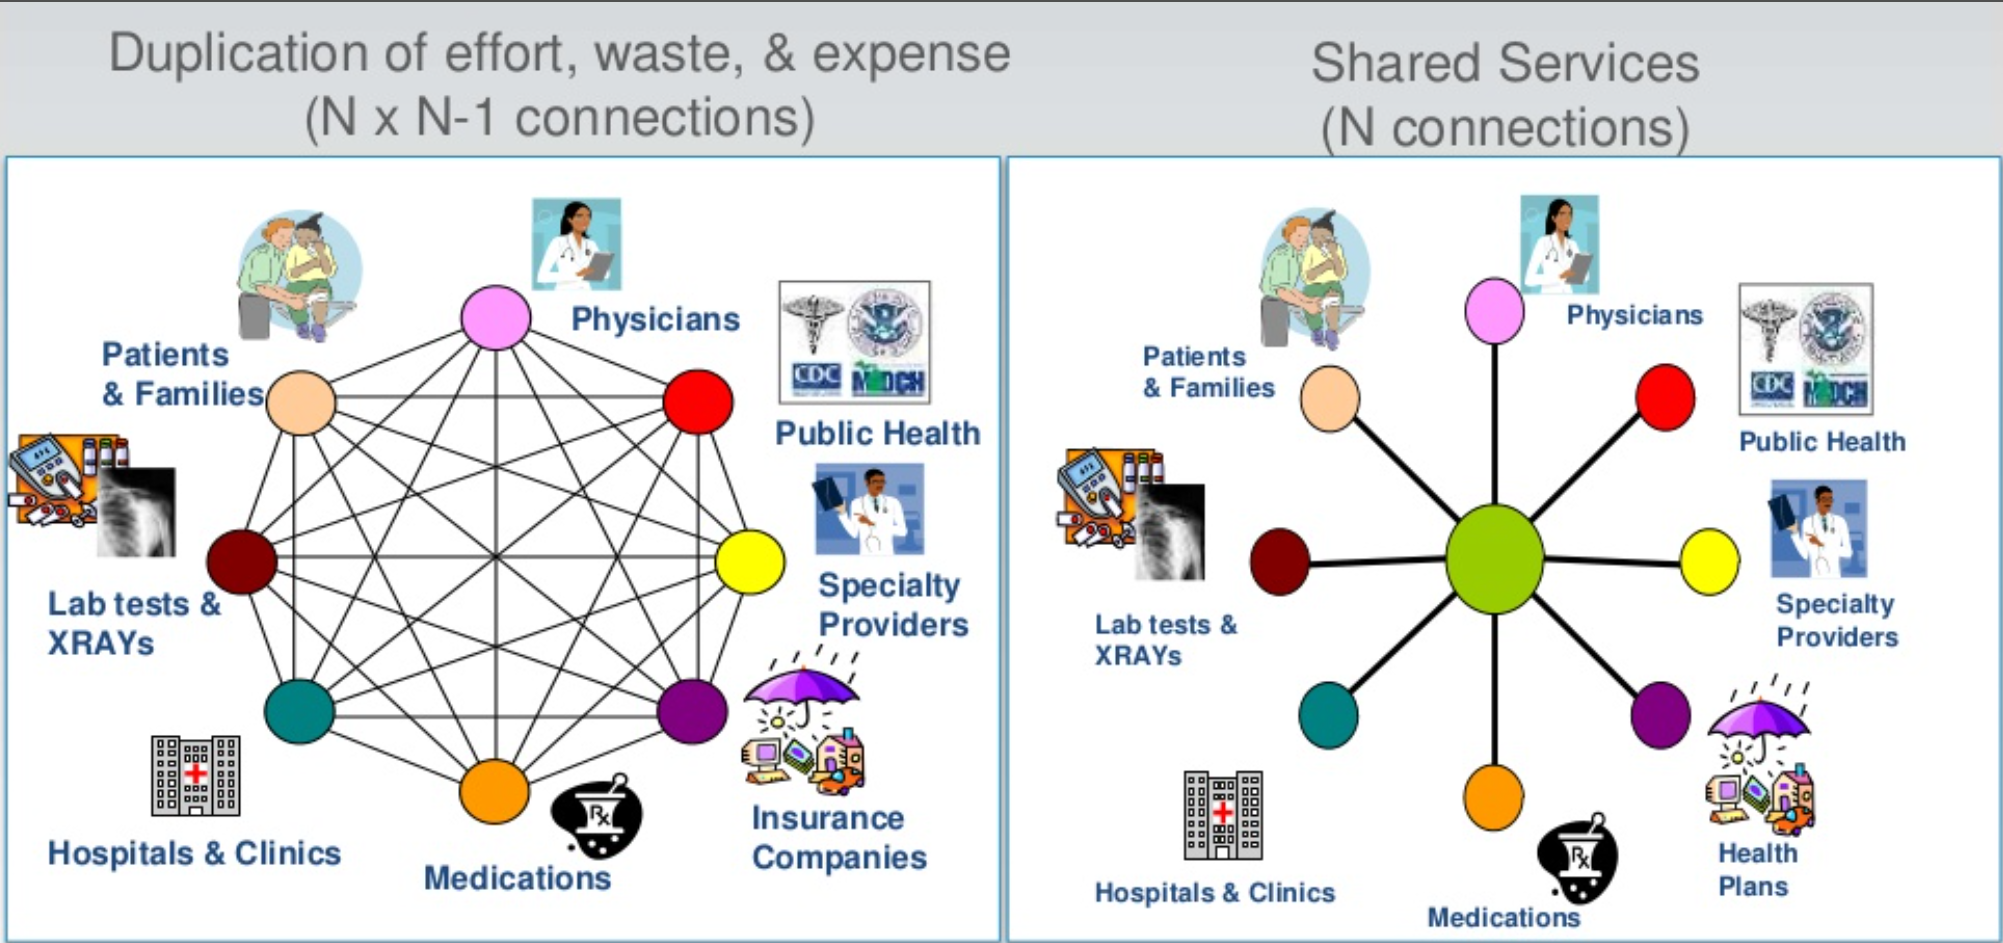 Duplication of effort, waste, & expense
(N x N-1 connections)
Shared Services
(N connections)
Physicians
Patients
& Families
CDC
MDCH
Public Health
Lab tests &
XRAYs
Specialty
Providers
Hospitals & Clinics
Rx
Medications
Insurance
Companies
Physicians
Patients
& Families
CDC
MDCH
Public Health
Lab tests &
XRAYs
Specialty
Providers
Hospitals & Clinics
Rx
Medications
Health
Plans